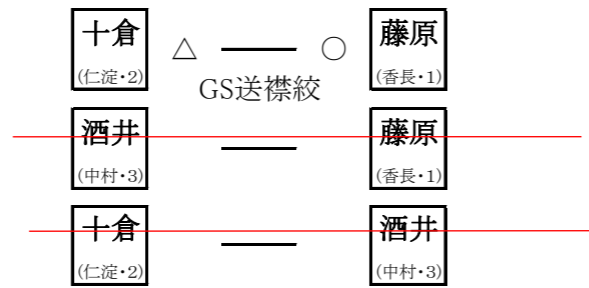 十倉 △ ― ○ 藤原
(仁淀・2) (香長・1)
GS送襟絞
酒井 ― 藤原
(中村・3) (香長・1)
十倉 ― 酒井
(仁淀・2) (中村・3)